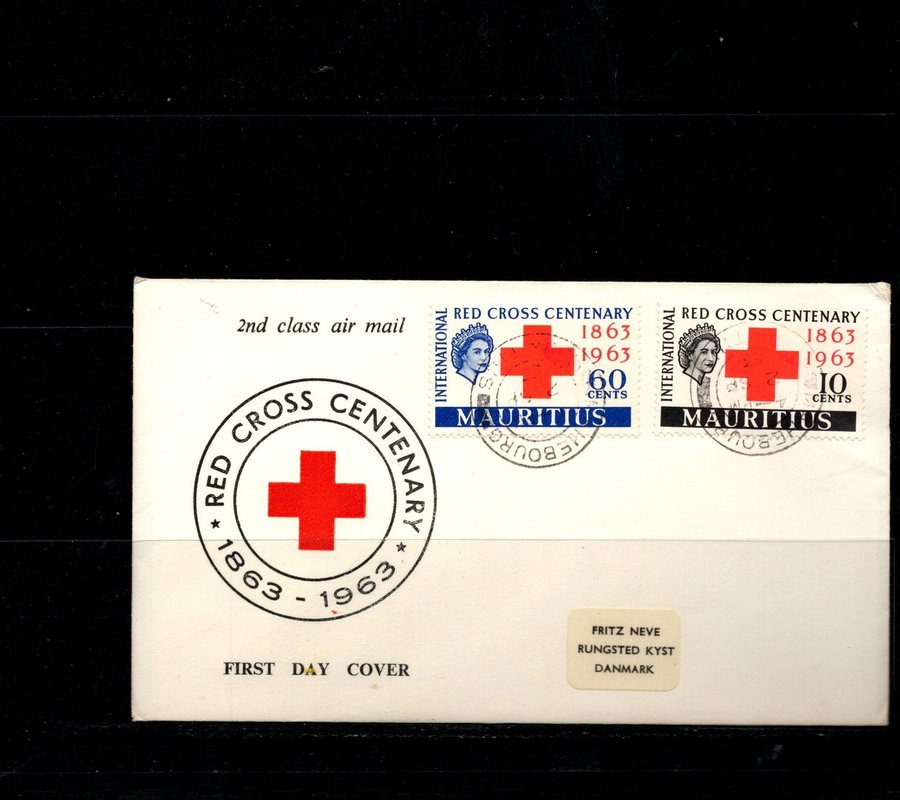 2nd class air mail
INTERNATIONAL
RED CROSS CENTENARY
1863
1963
60
CENTS
MAURITIUS
INTERNATIONAL
RED CROSS CENTENARY
1863
1963
10
CENTS
MAURITIUS
RED CROSS CENTENARY
1863 - 1963
FIRST DAY COVER
FRITZ NEVE
RUNGSTED KYST
DANMARK